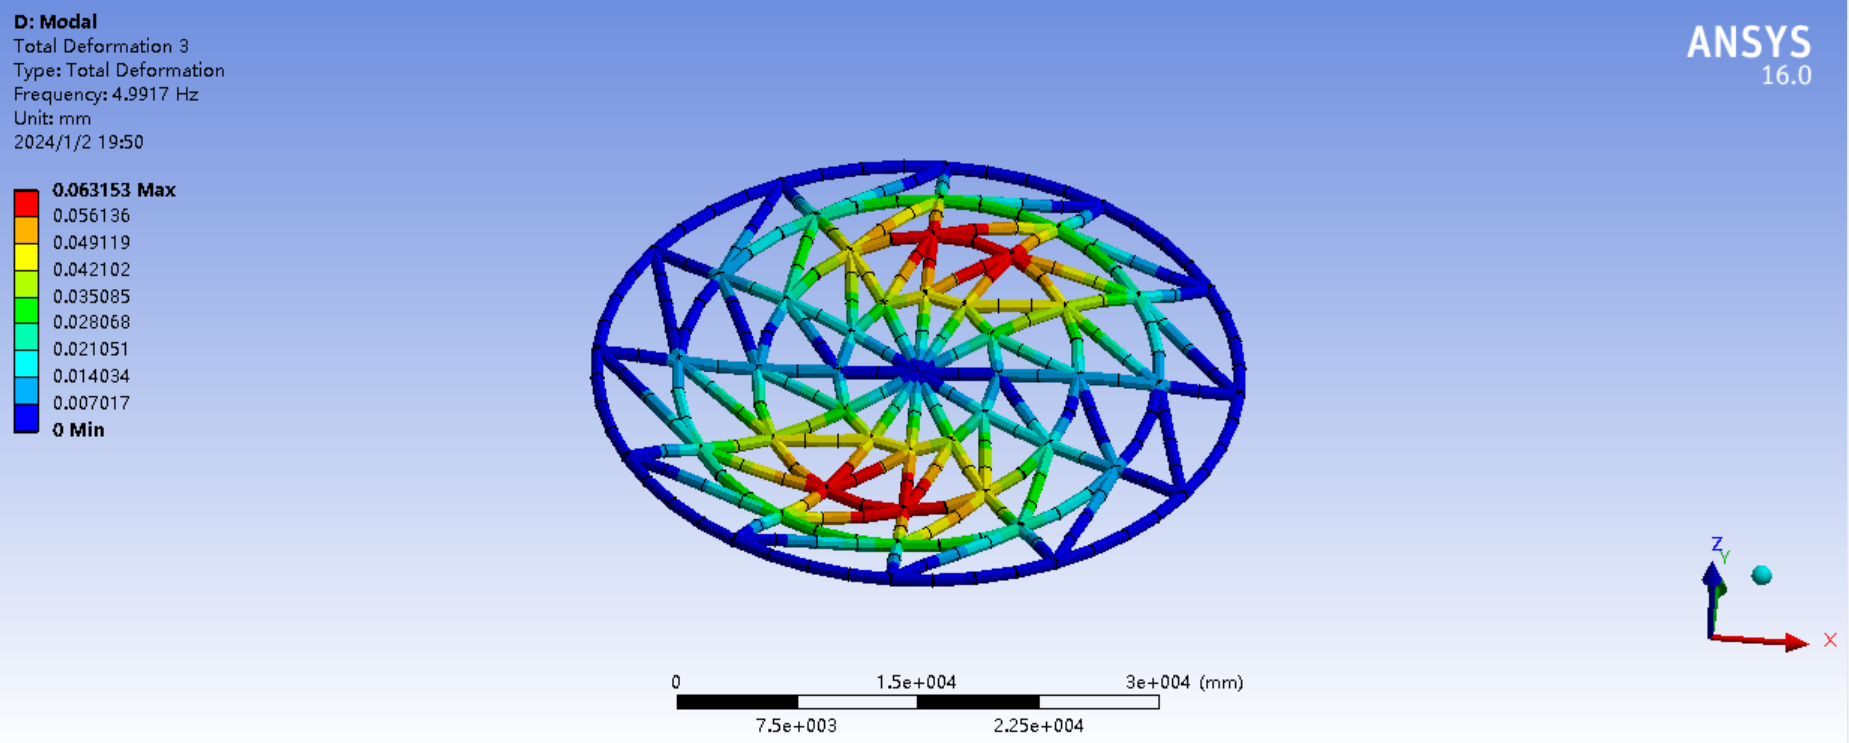 D: Modal
Total Deformation 3
Type: Total Deformation
Frequency: 4.9917 Hz
Unit: mm
2024/1/2 19:50
0.063153 Max
0.056136
0.049119
0.042102
0.035085
0.028068
0.021051
0.014034
0.007017
0 Min
ANSYS
16.0
Z
Y
X
0 1.5e+004 3e+004 (mm)
7.5e+003 2.25e+004